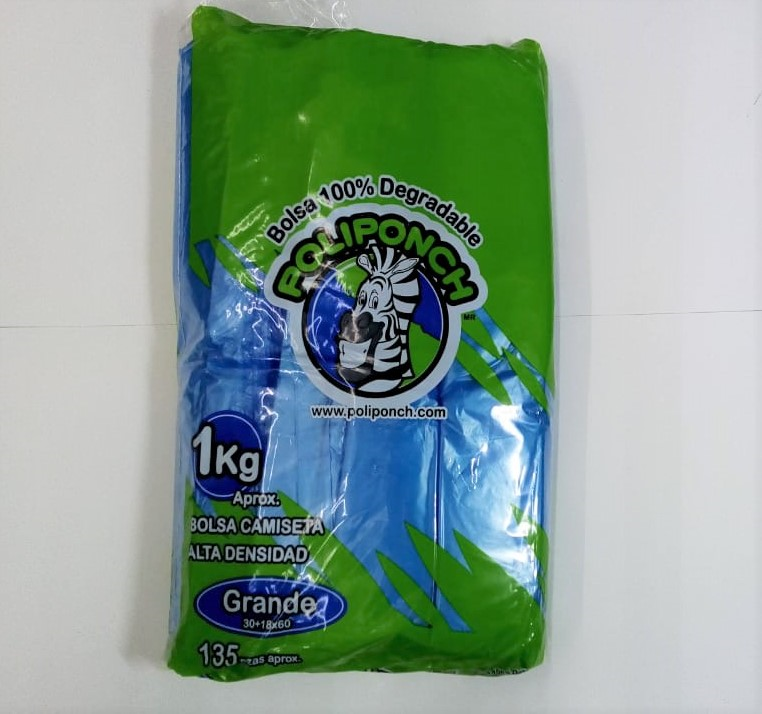 Bolsa 100% Degradable
POLIPONCH
MR
www.poliponch.com
1Kg
Aprox.
BOLSA CAMISETA
ALTA DENSIDAD
Grande
30+18x60
135 aprox.